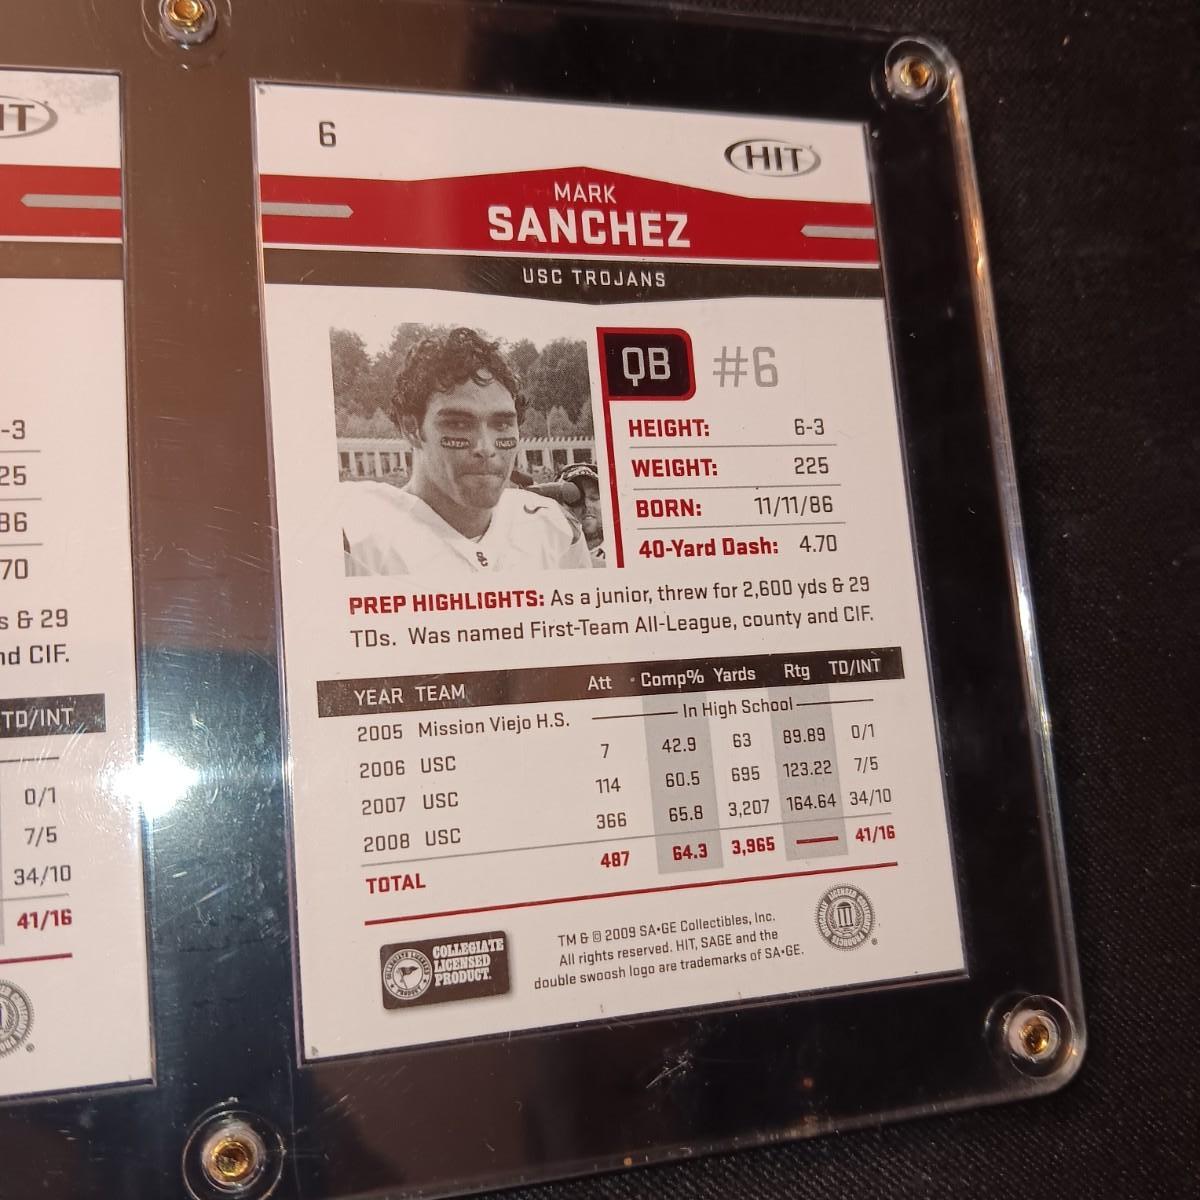 IT
-3
25
86
70
s & 29
nd CIF.
TD/INT
0/1
7/5
34/10
41/16
6
HIT
MARK
SANCHEZ
USC TROJANS
QB #6
HEIGHT: 6-3
WEIGHT: 225
BORN: 11/11/86
40-Yard Dash: 4.70
PREP HIGHLIGHTS: As a junior, threw for 2,600 yds & 29
TDs. Was named First-Team All-League, county and CIF.
YEAR TEAM Att Comp% Yards Rtg TD/INT
2005 Mission Viejo H.S. In High School
2006 USC 7 42.9 63 89.89 0/1
2007 USC 114 60.5 695 123.22 7/5
2008 USC 366 65.8 3,207 164.64 34/10
TOTAL 487 64.3 3,965 41/16
COLLEGIATE
LICENSED
PRODUCT.
TM & © 2009 SA•GE Collectibles, Inc.
All rights reserved. HIT, SAGE and the
double swoosh logo are trademarks of SA•GE.